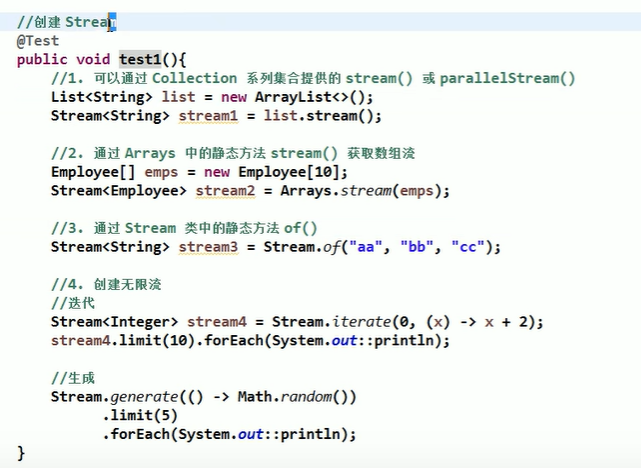 //创建 Stream
@Test
public void test1(){
//1. 可以通过 Collection 系列集合提供的 stream() 或 parallelStream()
List<String> list = new ArrayList<>();
Stream<String> stream1 = list.stream();
//2. 通过 Arrays 中的静态方法 stream() 获取数组流
Employee[] emps = new Employee[10];
Stream<Employee> stream2 = Arrays.stream(emps);
//3. 通过 Stream 类中的静态方法 of()
Stream<String> stream3 = Stream.of("aa", "bb", "cc");
//4. 创建无限流
//迭代
Stream<Integer> stream4 = Stream.iterate(0, (x) -> x + 2);
stream4.limit(10).forEach(System.out::println);
//生成
Stream.generate(() -> Math.random())
.limit(5)
.forEach(System.out::println);
}